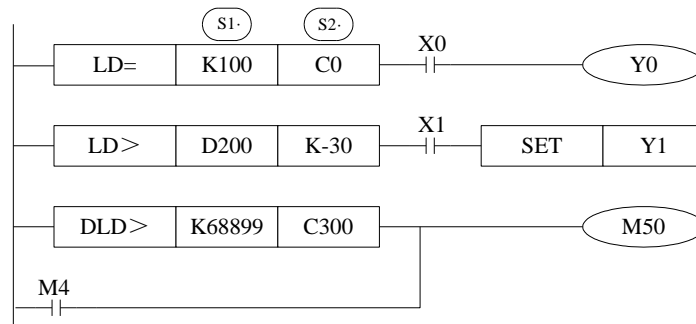 S1· S2·
LD= K100 C0 X0 Y0
LD＞ D200 K-30 X1 SET Y1
DLD> K68899 C300 M50
M4